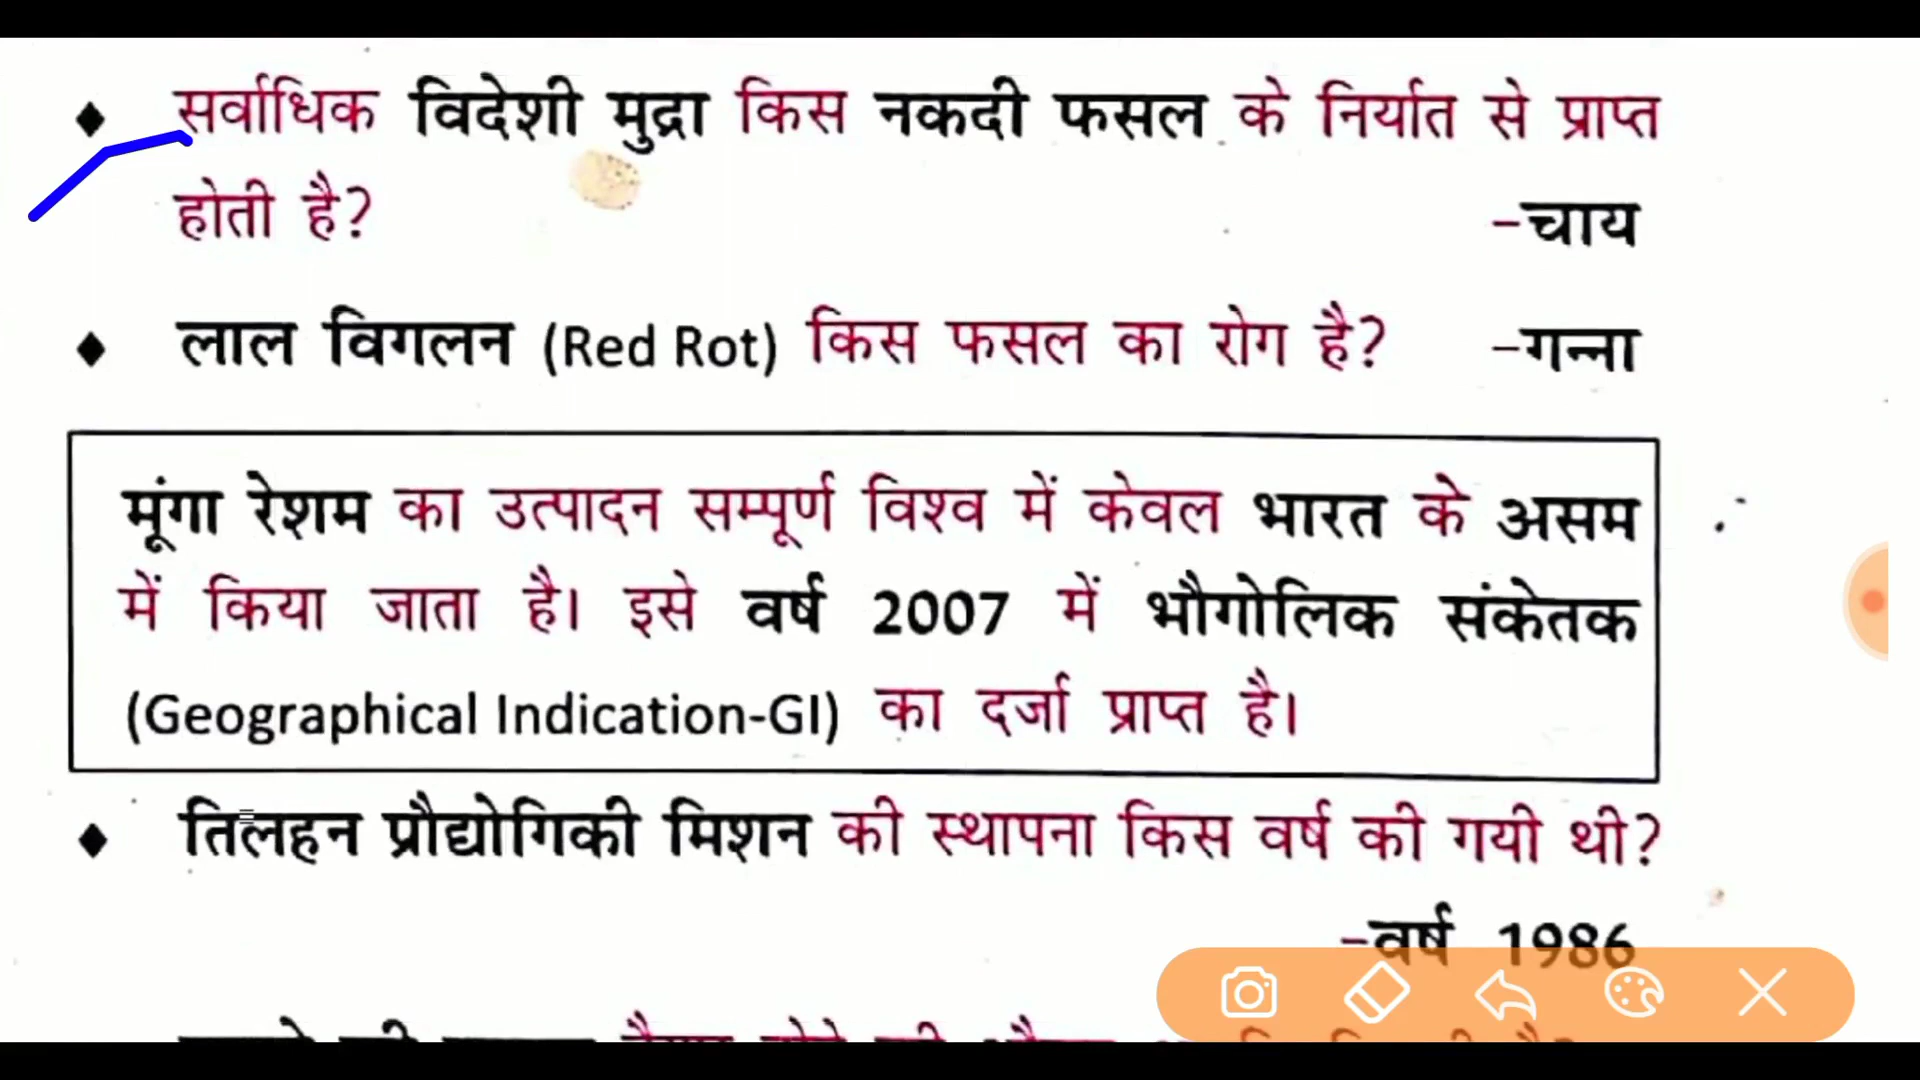 सर्वाधिक विदेशी मुद्रा किस नकदी फसल के निर्यात से प्राप्त
होती है? -चाय
लाल विगलन (Red Rot) किस फसल का रोग है? -गन्ना
मूंगा रेशम का उत्पादन सम्पूर्ण विश्व में केवल भारत के असम
में किया जाता है। इसे वर्ष 2007 में भौगोलिक संकेतक
(Geographical Indication-GI) का दर्जा प्राप्त है।
तिलहन प्रौद्योगिकी मिशन की स्थापना किस वर्ष की गयी थी?
-वर्ष 1986